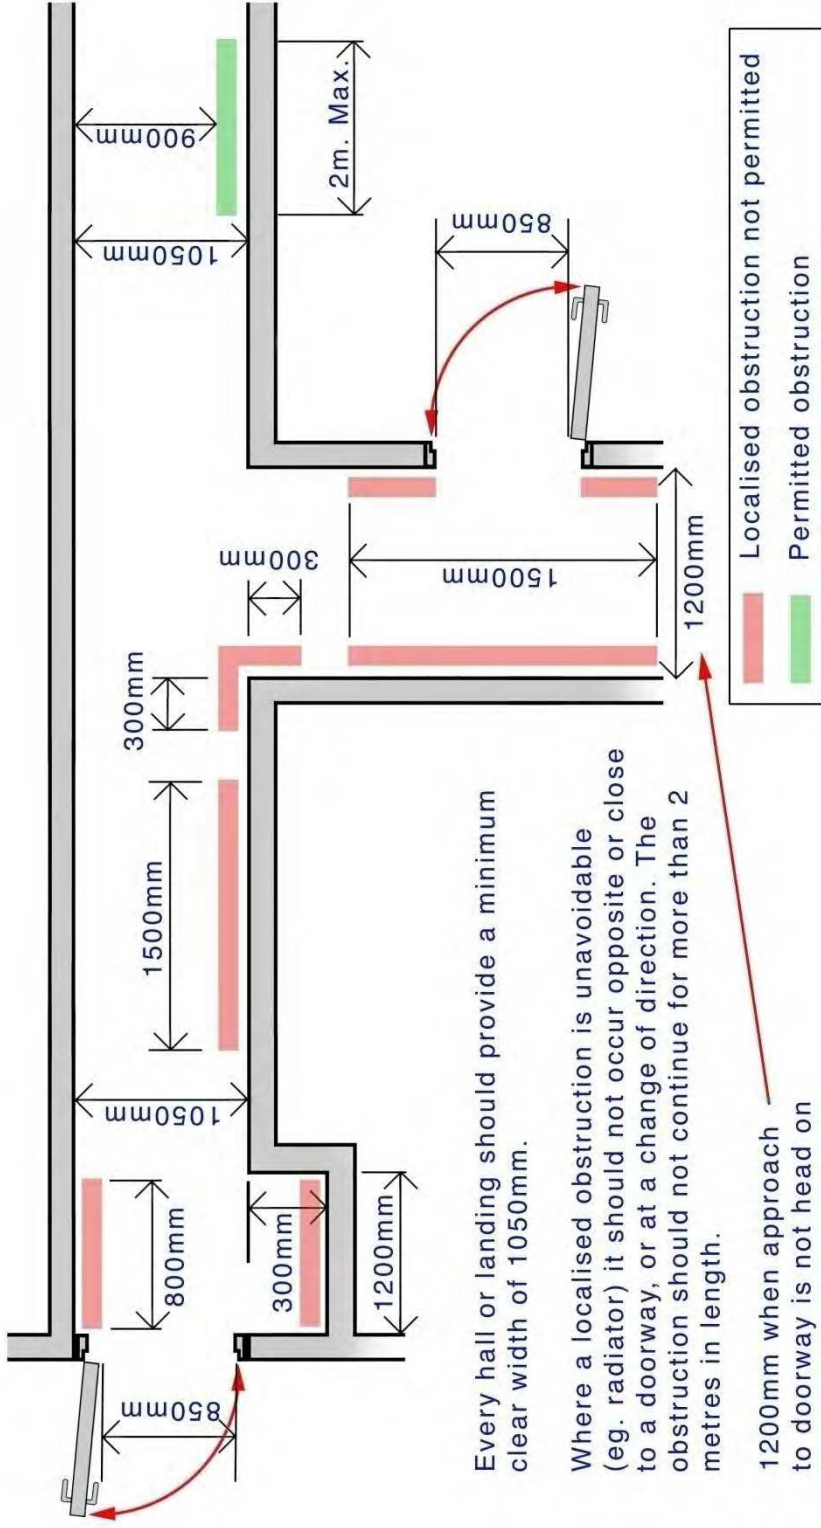 850mm
800mm
300mm
1200mm
1050mm
1500mm
300mm
300mm
1500mm
1200mm
850mm
1050mm
900mm
2m. Max.
Every hall or landing should provide a minimum
clear width of 1050mm.
Where a localised obstruction is unavoidable
(eg. radiator) it should not occur opposite or close
to a doorway, or at a change of direction. The
obstruction should not continue for more than 2
metres in length.
1200mm when approach
to doorway is not head on
Localised obstruction not permitted
Permitted obstruction